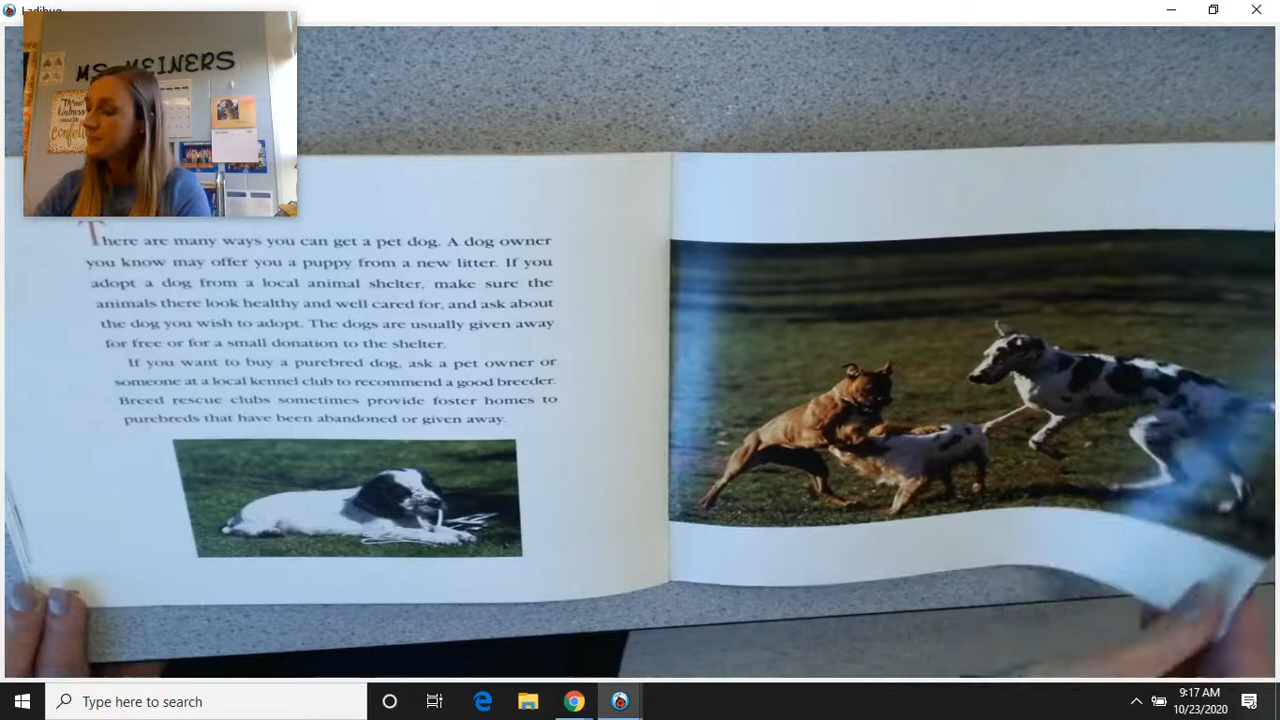 Ladibug
MS. MEINERS
Throw
kindness
around like
Confetti
There are many ways you can get a pet dog. A dog owner
you know may offer you a puppy from a new litter. If you
adopt a dog from a local animal shelter, make sure the
animals there look healthy and well cared for, and ask about
the dog you wish to adopt. The dogs are usually given away
for free or for a small donation to the shelter.
If you want to buy a purebred dog, ask a pet owner or
someone at a local kennel club to recommend a good breeder.
Breed rescue clubs sometimes provide foster homes to
purebreds that have been abandoned or given away.
Type here to search
9:17 AM
10/23/2020